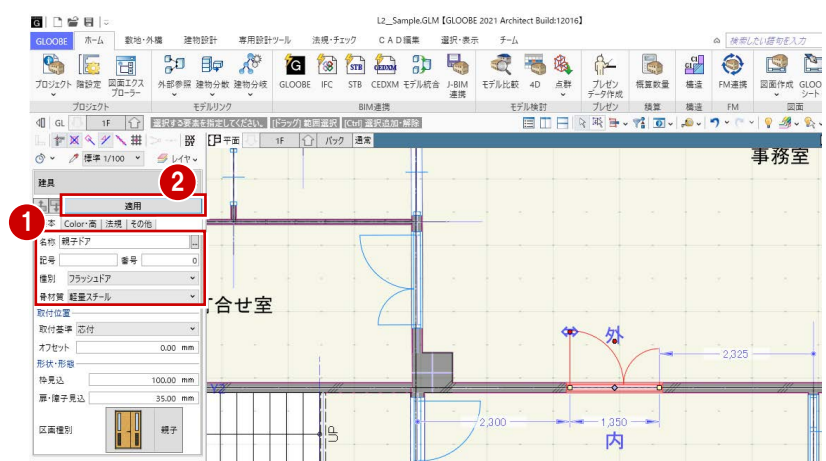 L2__Sample.GLM【GLOOBE 2021 Architect Build:12016】
GLOOBE ホーム 敷地・外構 建物設計 専用設計ツール 法規・チェック CAD編集 選択・表示 チーム 検索したい語句を入力
プロジェクト 階設定 図面エクスプローラー 外部参照 建物分散 建物分岐 GLOOBE IFC STB CEDXM モデル統合 J-BIM連携 モデル比較 4D 点群 プレゼンデータ作成 概算数量 構造 FM連携 図面作成 GLOO シート
プロジェクト モデルリンク BIM連携 モデル検討 プレゼン 積算 構造 FM 図面
GL 1F 選択する要素を指定してください。 [ドラッグ] 範囲選択 [Ctrl] 選択追加・解除
平面 1F バック 通常
標準 1/100 レイヤ
事務室
建具
2
適用
1
本 Color・高 法規 その他
名称 親子ドア
記号 番号 0
種別 フラッシュドア
骨材質 軽量スチール
取付位置
取付基準 芯付
オフセット 0.00 mm
形状・形態
枠見込 100.00 mm
扉・障子見込 35.00 mm
区画種別 親子
合せ室
外
2,325
Y2
2,300
1,350
内
UP